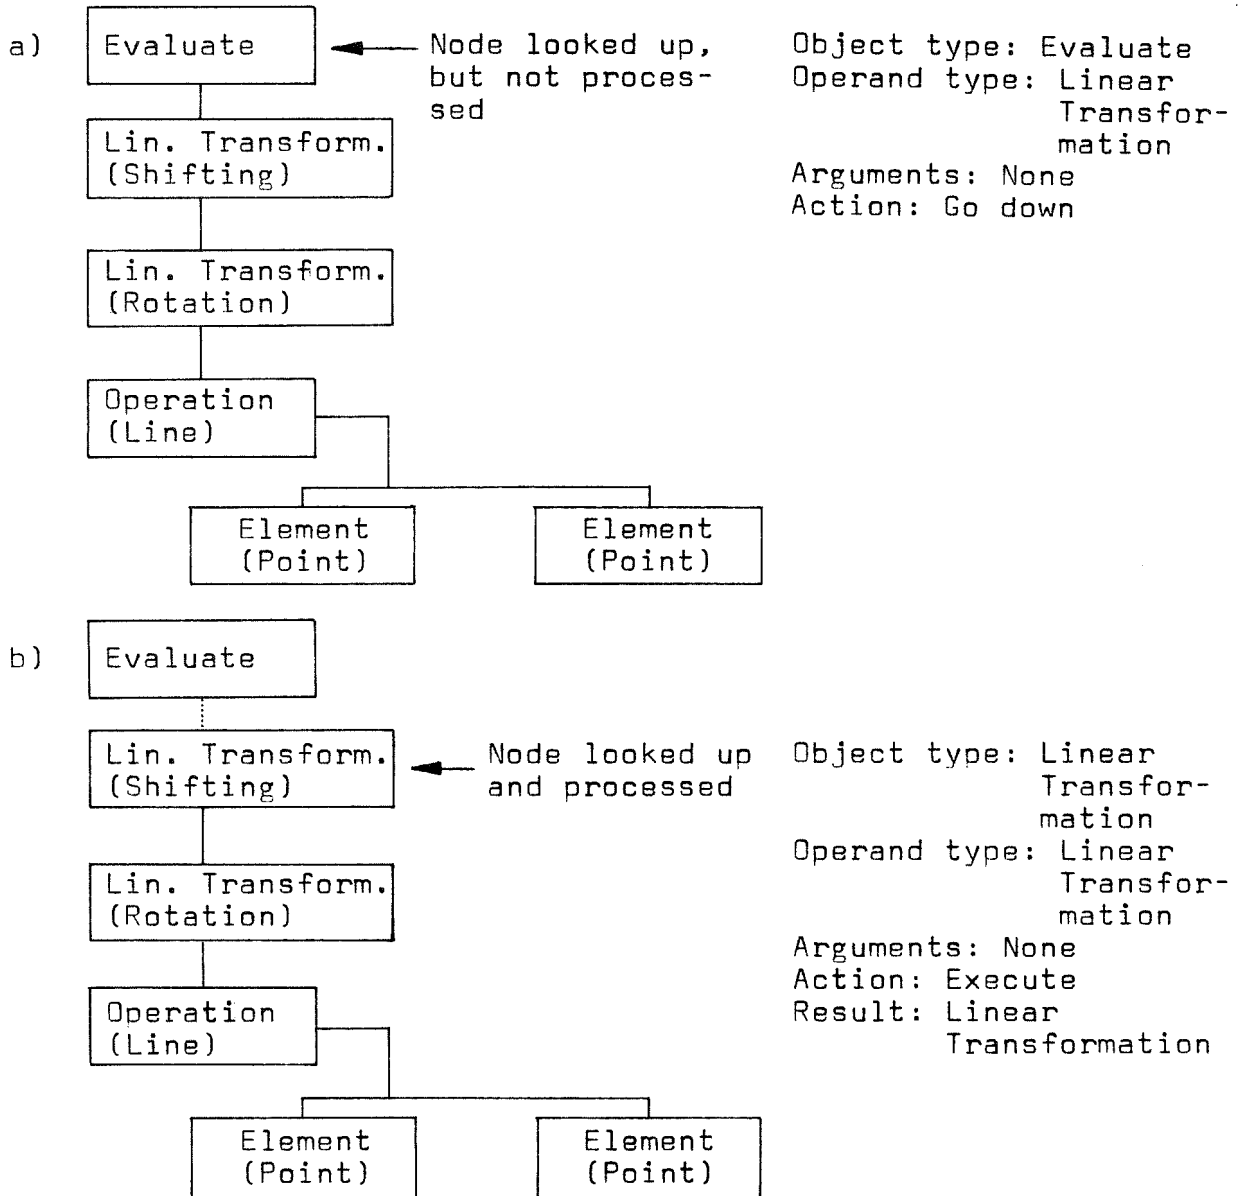 a)
Evaluate
Node looked up,
but not proces-
sed
Object type: Evaluate
Operand type: Linear
Transfor-
mation
Arguments: None
Action: Go down
Lin. Transform.
(Shifting)
Lin. Transform.
(Rotation)
Operation
(Line)
Element
(Point)
Element
(Point)
b)
Evaluate
Lin. Transform.
(Shifting)
Node looked up
and processed
Object type: Linear
Transfor-
mation
Operand type: Linear
Transfor-
mation
Arguments: None
Action: Execute
Result: Linear
Transformation
Lin. Transform.
(Rotation)
Operation
(Line)
Element
(Point)
Element
(Point)